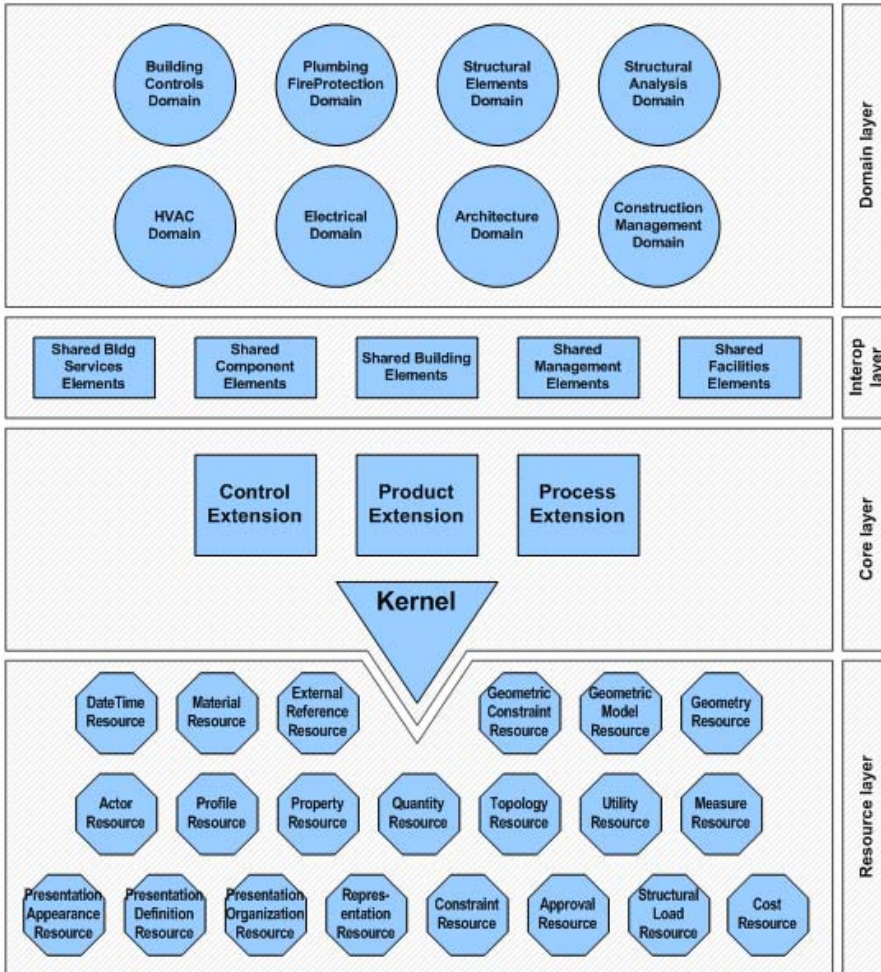 Building
Controls
Domain
Plumbing
FireProtection
Domain
Structural
Elements
Domain
Structural
Analysis
Domain
HVAC
Domain
Electrical
Domain
Architecture
Domain
Construction
Management
Domain
Domain layer
Shared Bldg
Services
Elements
Shared
Component
Elements
Shared Building
Elements
Shared
Management
Elements
Shared
Facilities
Elements
Interop
layer
Control
Extension
Product
Extension
Process
Extension
Kernel
Core layer
DateTime
Resource
Material
Resource
External
Reference
Resource
Geometric
Constraint
Resource
Geometric
Model
Resource
Geometry
Resource
Actor
Resource
Profile
Resource
Property
Resource
Quantity
Resource
Topology
Resource
Utility
Resource
Measure
Resource
Presentation
Appearance
Resource
Presentation
Definition
Resource
Presentation
Organization
Resource
Repres-
entation
Resource
Constraint
Resource
Approval
Resource
Structural
Load
Resource
Cost
Resource
Resource layer